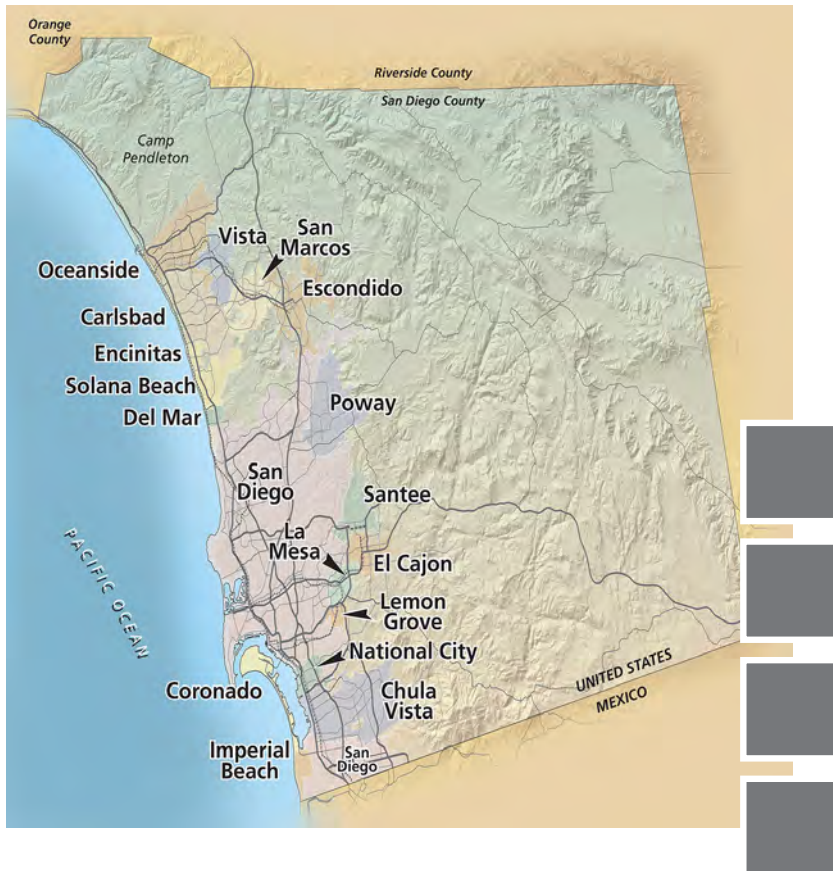 Orange
County
Riverside County
San Diego County
Camp
Pendleton
Vista
San
Marcos
Oceanside
Escondido
Carlsbad
Encinitas
Solana Beach
Del Mar
Poway
San
Diego
Santee
La
Mesa
El Cajon
PACIFIC OCEAN
Lemon
Grove
National City
UNITED STATES
MEXICO
Coronado
Chula
Vista
Imperial
Beach
San
Diego